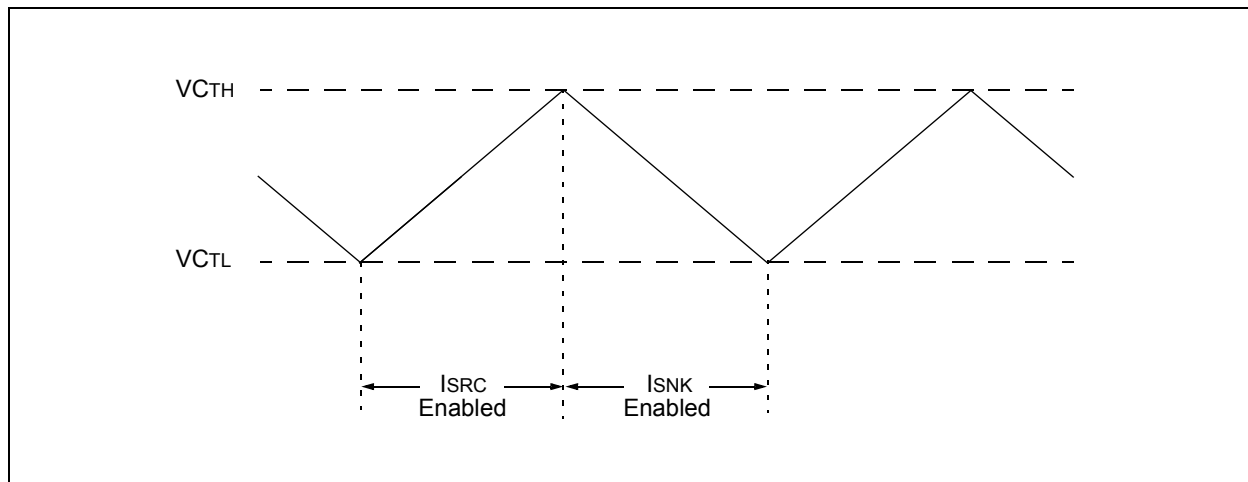 VCTH
VCTL
ISRC
Enabled
ISNK
Enabled